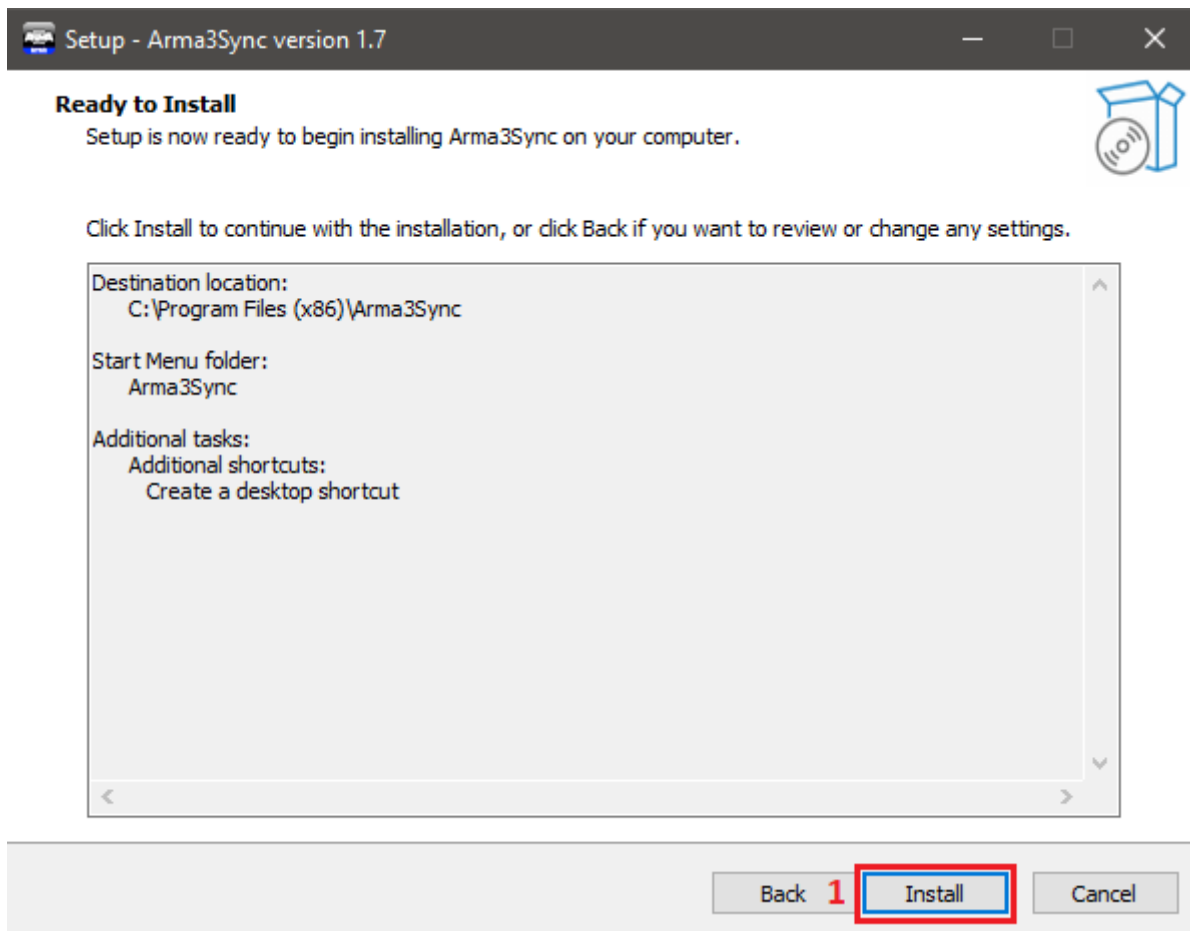 Setup - Arma3Sync version 1.7
Ready to Install
Setup is now ready to begin installing Arma3Sync on your computer.
Click Install to continue with the installation, or click Back if you want to review or change any settings.
Destination location:
C:\Program Files (x86)\Arma3Sync
Start Menu folder:
Arma3Sync
Additional tasks:
Additional shortcuts:
Create a desktop shortcut
Back 1 Install Cancel